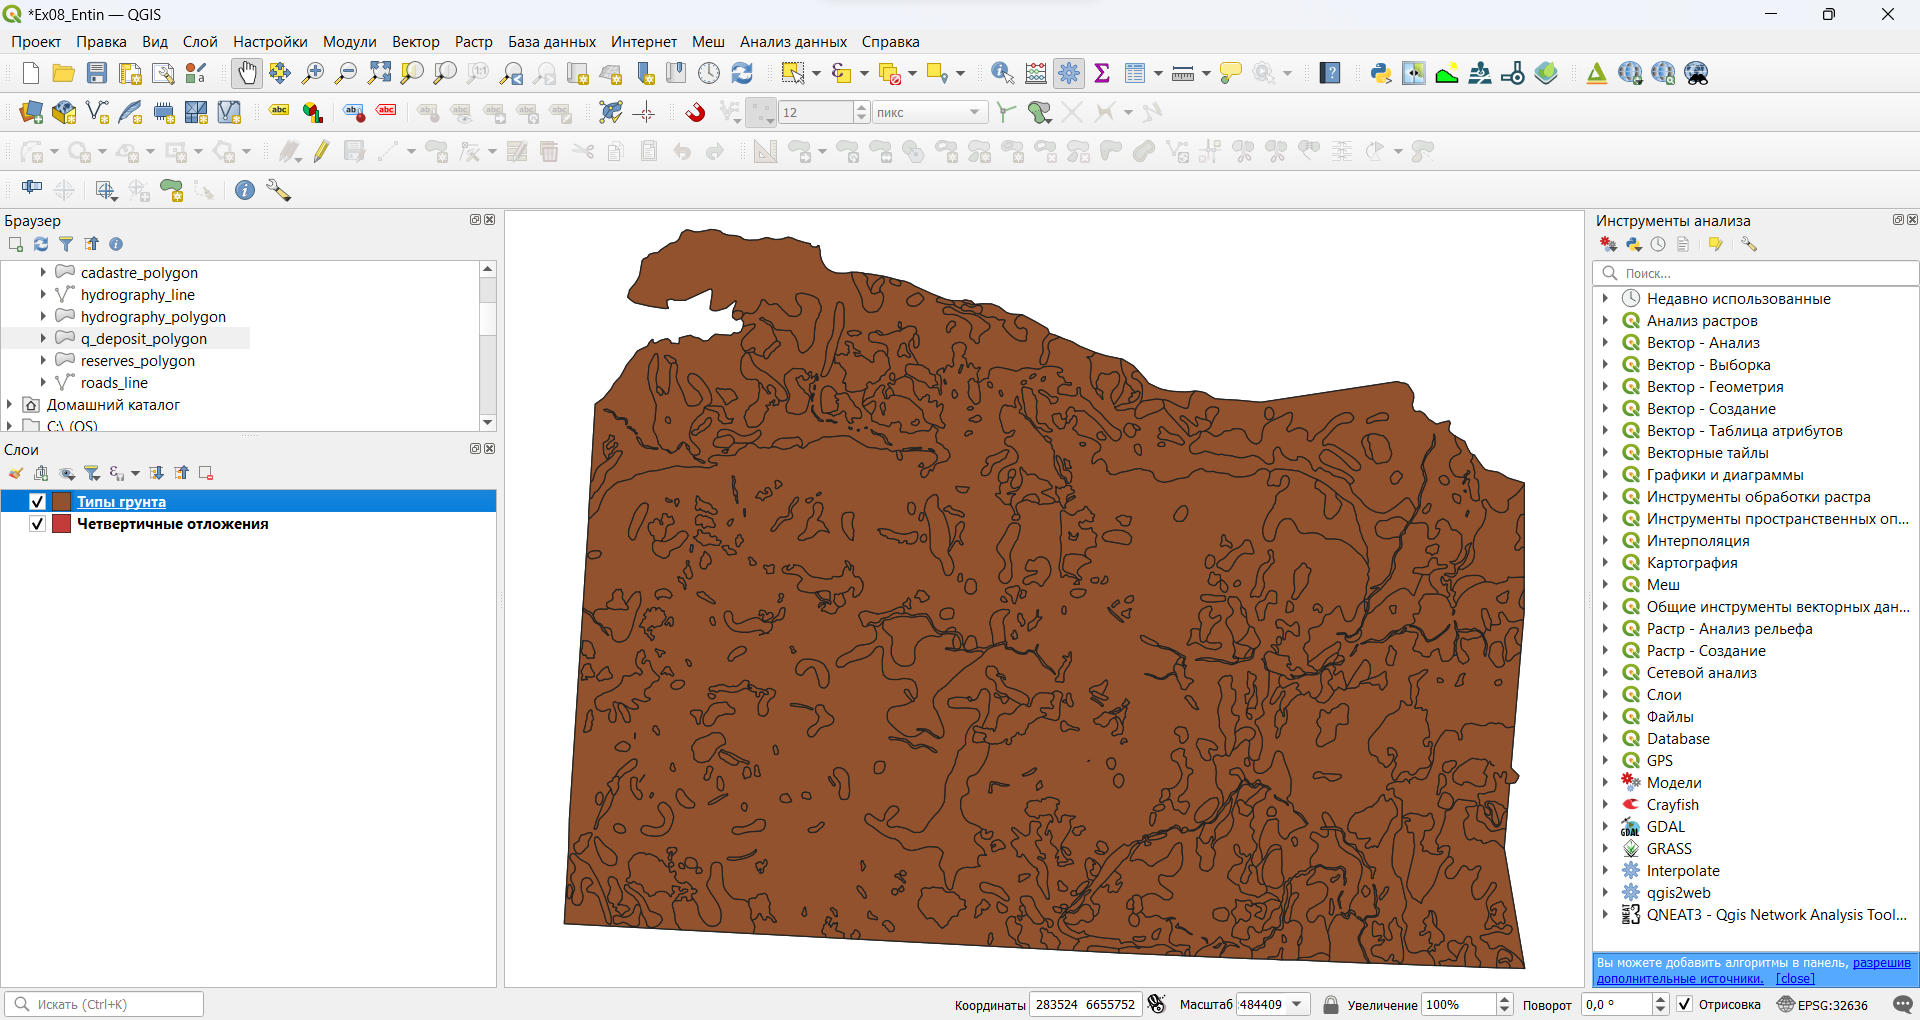 *Ex08_Entin — QGIS
Проект Правка Вид Слой Настройки Модули Вектор Растр База данных Интернет Меш Анализ данных Справка
12 пикс
Браузер
cadastre_polygon
hydrography_line
hydrography_polygon
q_deposit_polygon
reserves_polygon
roads_line
Домашний каталог
C:\ (OS)
Слои
Типы грунта
Четвертичные отложения
Инструменты анализа
Поиск...
Недавно использованные
Анализ растров
Вектор - Анализ
Вектор - Выборка
Вектор - Геометрия
Вектор - Создание
Вектор - Таблица атрибутов
Векторные тайлы
Графики и диаграммы
Инструменты обработки растра
Инструменты пространственных оп...
Интерполяция
Картография
Меш
Общие инструменты векторных дан...
Растр - Анализ рельефа
Растр - Создание
Сетевой анализ
Слои
Файлы
Database
GPS
Модели
Crayfish
GDAL
GRASS
Interpolate
qgis2web
QNEAT3 - Qgis Network Analysis Tool...
Вы можете добавить алгоритмы в панель, разрешив
дополнительные источники. [close]
Искать (Ctrl+K) Координаты 283524 6655752 Масштаб 484409 Увеличение 100% Поворот 0,0 ° Отрисовка EPSG:32636